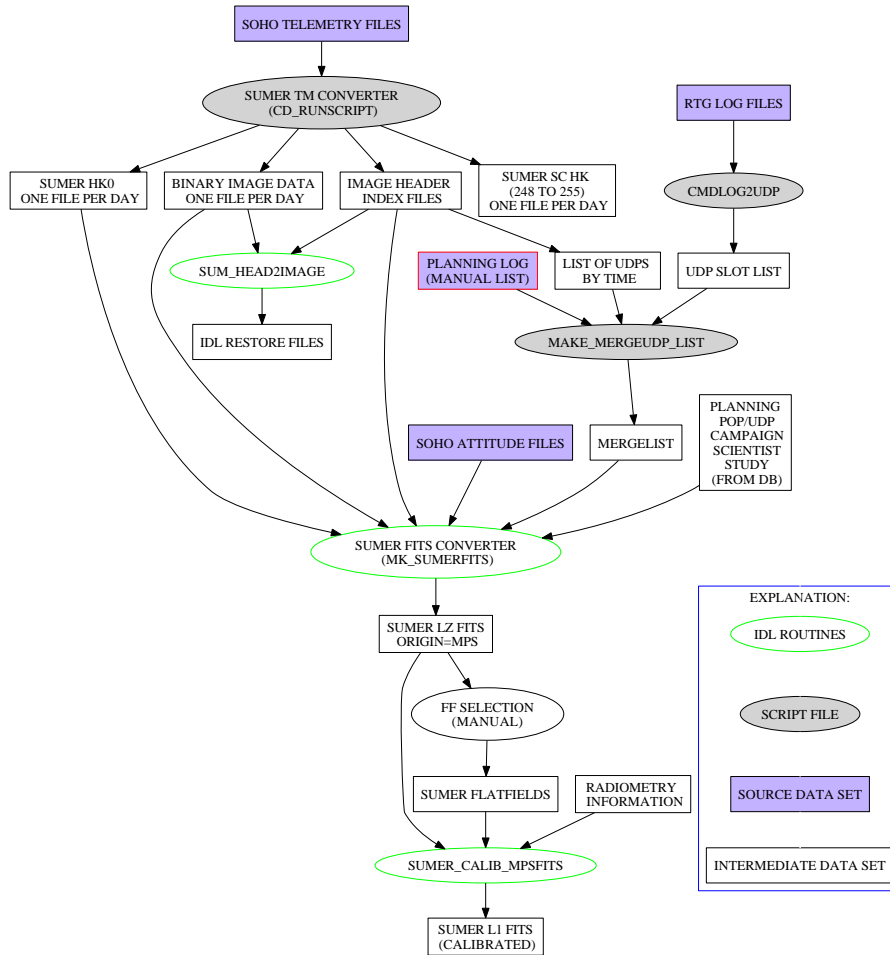 SOHO TELEMETRY FILES
SUMER TM CONVERTER
(CD_RUNSCRIPT)
RTG LOG FILES
SUMER HK0
ONE FILE PER DAY
BINARY IMAGE DATA
ONE FILE PER DAY
IMAGE HEADER
INDEX FILES
SUMER SC HK
(248 TO 255)
ONE FILE PER DAY
CMDLOG2UDP
SUM_HEAD2IMAGE
PLANNING LOG
(MANUAL LIST)
LIST OF UDPS
BY TIME
UDP SLOT LIST
IDL RESTORE FILES
MAKE_MERGEUDP_LIST
SOHO ATTITUDE FILES
MERGELIST
PLANNING
POP/UDP
CAMPAIGN
SCIENTIST
STUDY
(FROM DB)
SUMER FITS CONVERTER
(MK_SUMERFITS)
SUMER LZ FITS
ORIGIN=MPS
FF SELECTION
(MANUAL)
SUMER FLATFIELDS
RADIOMETRY
INFORMATION
SUMER_CALIB_MPSFITS
SUMER L1 FITS
(CALIBRATED)
EXPLANATION:
IDL ROUTINES
SCRIPT FILE
SOURCE DATA SET
INTERMEDIATE DATA SET